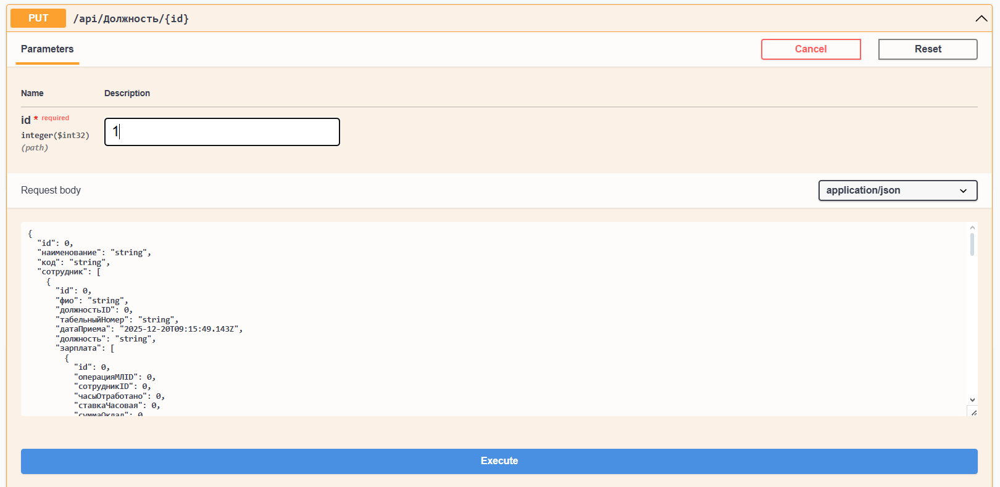 PUT /api/Должность/{id}
Parameters
Cancel
Reset
Name Description
id * required
integer($int32)
(path)
1
Request body
application/json
{
  "id": 0,
  "наименование": "string",
  "код": "string",
  "сотрудник": [
    {
      "id": 0,
      "фио": "string",
      "должностьID": 0,
      "табельныйНомер": "string",
      "датаПриема": "2025-12-20T09:15:49.143Z",
      "должность": "string",
      "зарплата": [
        {
          "id": 0,
          "операцияМЛID": 0,
          "сотрудникID": 0,
          "часыОтработано": 0,
          "ставкаЧасовая": 0,
          "суммаОклад": 0
Execute